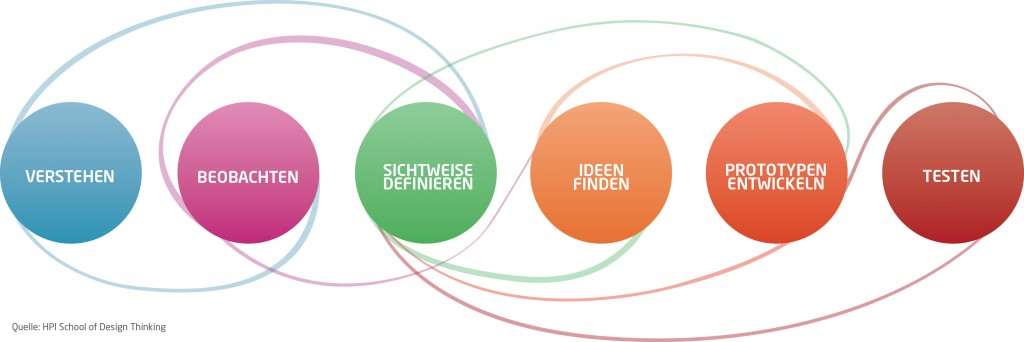 VERSTEHEN
BEOBACHTEN
SICHTWEISE
DEFINIEREN
IDEEN
FINDEN
PROTOTYPEN
ENTWICKELN
TESTEN
Quelle: HPI School of Design Thinking